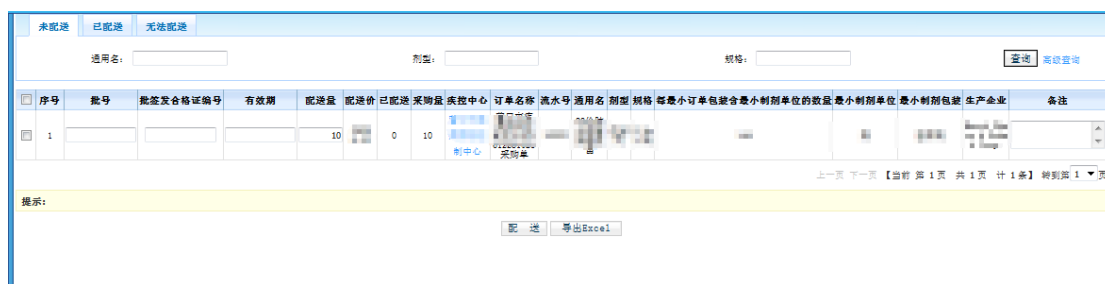 未配送 已配送 无法配送
通用名: 剂型: 规格: 查询 高级查询
序号 批号 批签发合格证编号 有效期 配送量 配送价 已配送 采购量 疾控中心 订单名称 流水号 通用名 剂型 规格 每最小订单包装含最小制剂单位的数量 最小制剂单位 最小制剂包装 生产企业 备注
1 10 0 10
制中心 采购单
上一页 下一页 【当前 第 1页 共 1页 计 1条】 转到第 1 页
提示:
配 送 导出Excel